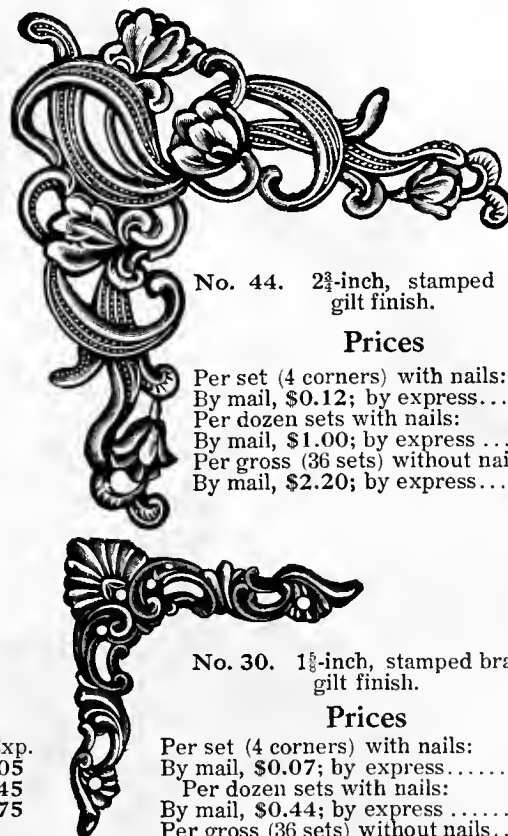 No. 44. 2¾-inch, stamped
gilt finish.
Prices
Per set (4 corners) with nails:
By mail, $0.12; by express...
Per dozen sets with nails:
By mail, $1.00; by express ...
Per gross (36 sets) without nai
By mail, $2.20; by express...
No. 30. 1⅝-inch, stamped bra
gilt finish.
Prices
Per set (4 corners) with nails:
By mail, $0.07; by express......
Per dozen sets with nails:
By mail, $0.44; by express ......
Per gross (36 sets) without nails..
xp.
05
45
75